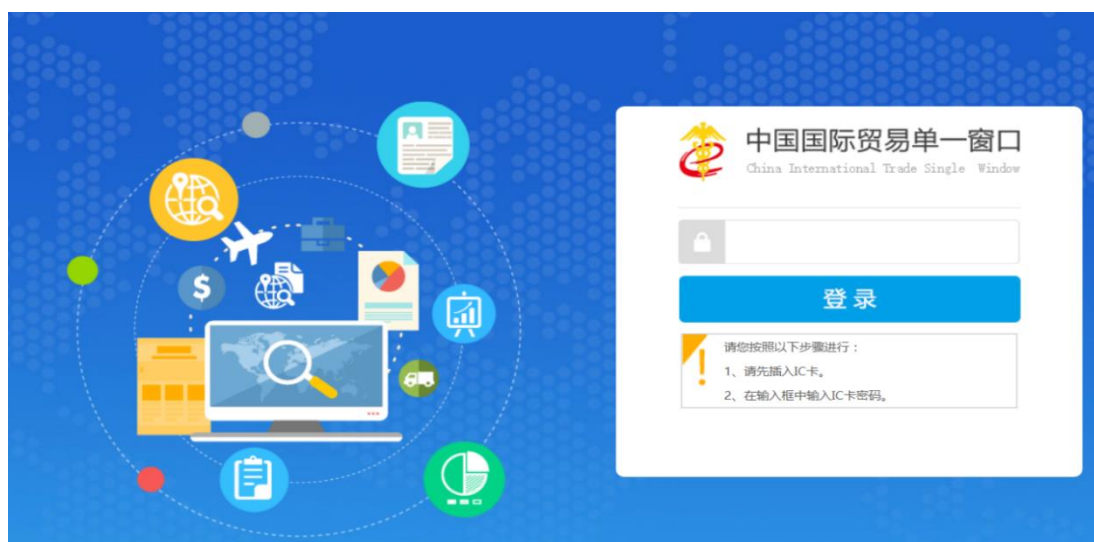 中国国际贸易单一窗口
China International Trade Single Window
登录
请您按照以下步骤进行：
1、请先插入IC卡。
2、在输入框中输入IC卡密码。
$